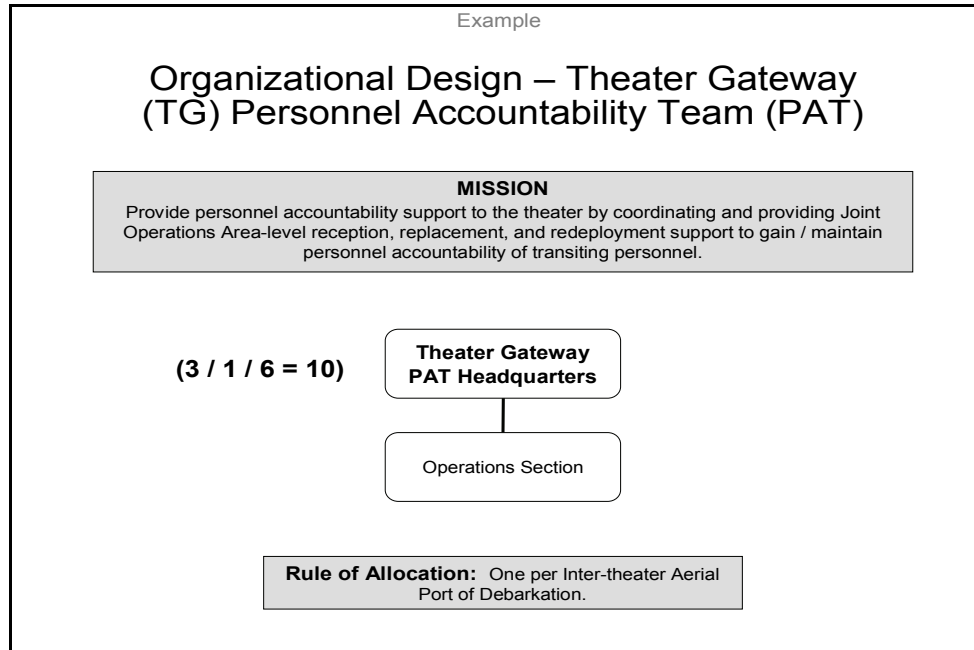 Example
Organizational Design – Theater Gateway
(TG) Personnel Accountability Team (PAT)
MISSION
Provide personnel accountability support to the theater by coordinating and providing Joint
Operations Area-level reception, replacement, and redeployment support to gain / maintain
personnel accountability of transiting personnel.
(3 / 1 / 6 = 10)
Theater Gateway
PAT Headquarters
Operations Section
Rule of Allocation: One per Inter-theater Aerial
Port of Debarkation.